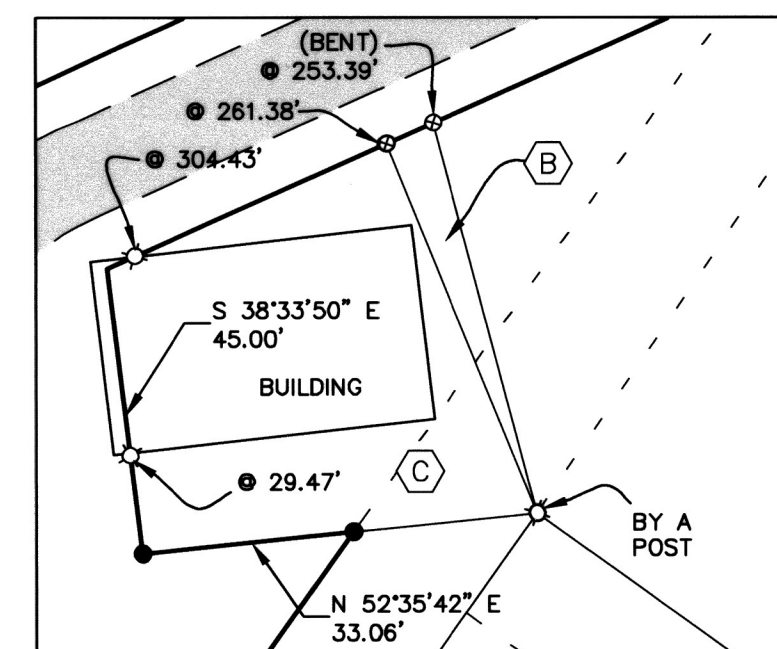 (BENT)
@ 253.39'
@ 261.38'
@ 304.43'
B
S 38°33'50" E
45.00'
BUILDING
C
@ 29.47'
BY A
POST
N 52°35'42" E
33.06'